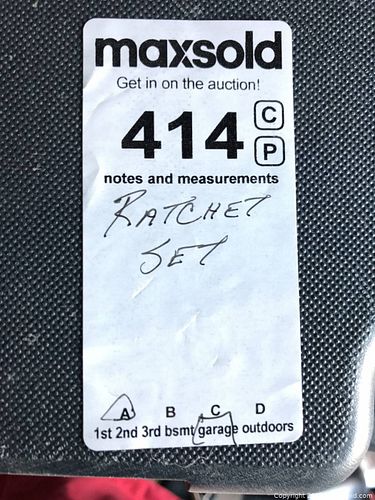 maxsold
Get in on the auction!
414 C
P
notes and measurements
RATCHET
SET
A B C D
1st 2nd 3rd bsmt garage outdoors